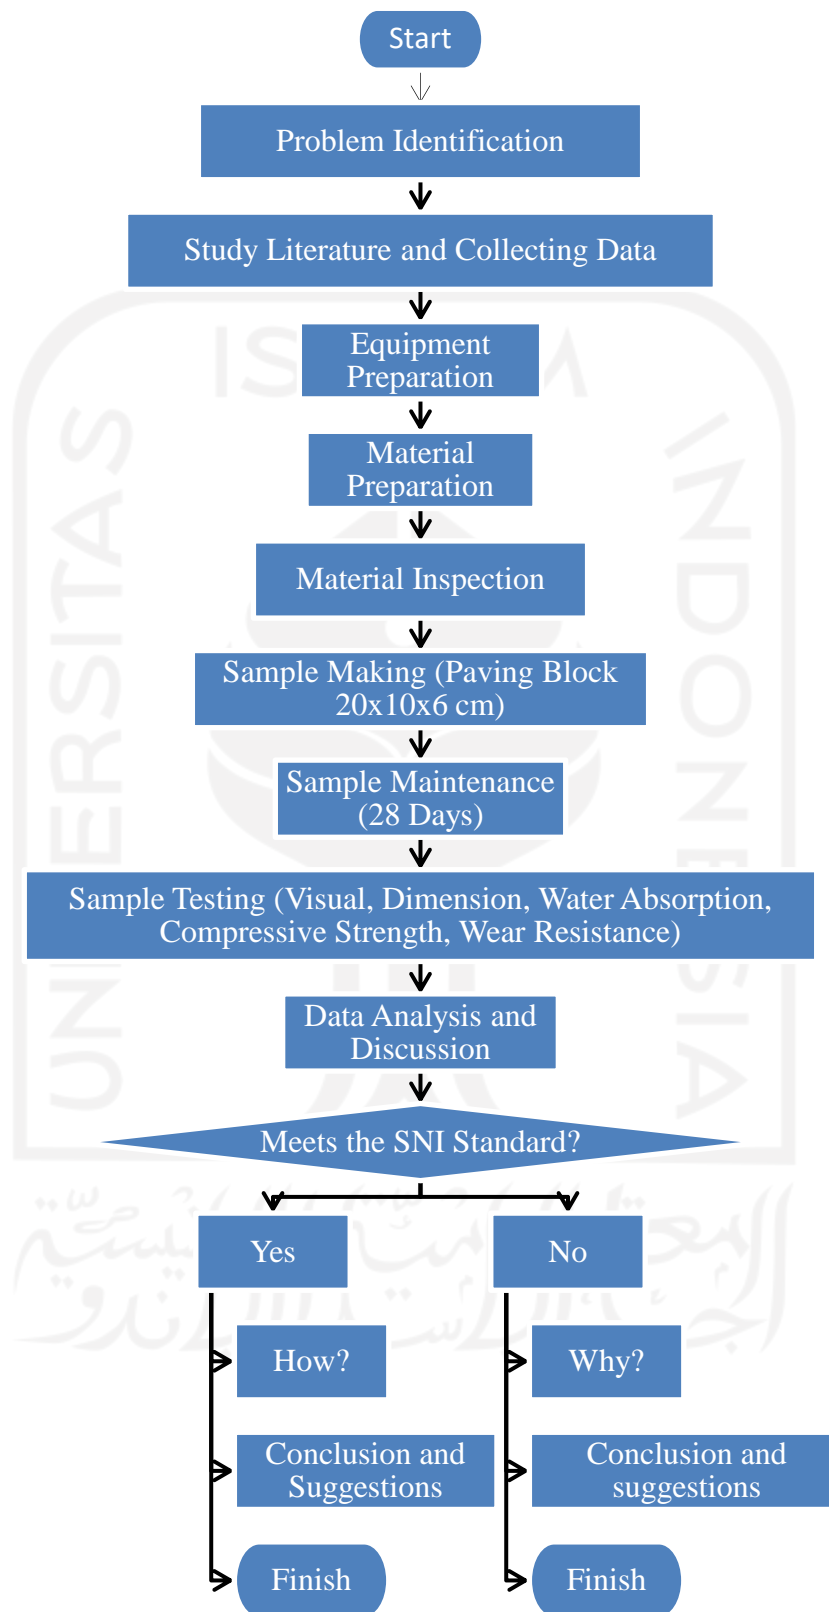 Start
Problem Identification
Study Literature and Collecting Data
Equipment
Preparation
Material
Preparation
Material Inspection
Sample Making (Paving Block
20x10x6 cm)
Sample Maintenance
(28 Days)
Sample Testing (Visual, Dimension, Water Absorption,
Compressive Strength, Wear Resistance)
Data Analysis and
Discussion
Meets the SNI Standard?
Yes
No
How?
Why?
Conclusion and
Suggestions
Conclusion and
suggestions
Finish
Finish
UNIVERSITAS
INDONESIA